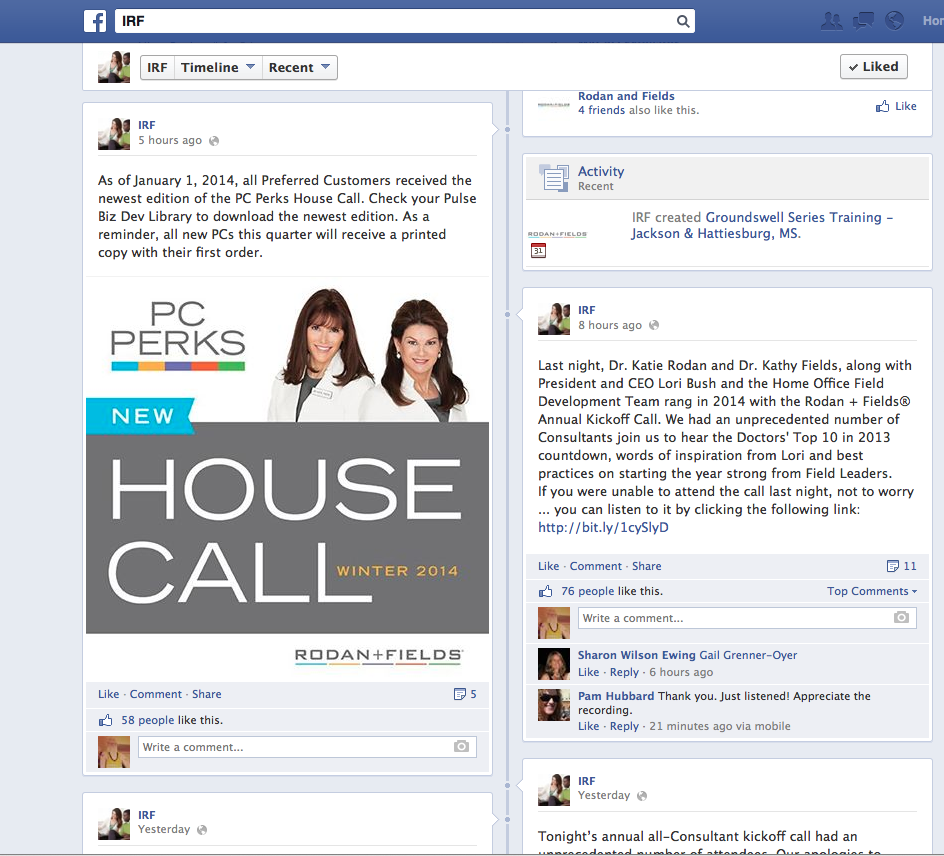 IRF
Hom
IRF Timeline Recent
Liked
IRF
5 hours ago
As of January 1, 2014, all Preferred Customers received the
newest edition of the PC Perks House Call. Check your Pulse
Biz Dev Library to download the newest edition. As a
reminder, all new PCs this quarter will receive a printed
copy with their first order.
PC
PERKS
NEW
HOUSE
CALL
WINTER 2014
RODAN+FIELDS®
Like · Comment · Share
5
58 people like this.
Write a comment...
IRF
Yesterday
RODAN+FIELDS
Rodan and Fields
4 friends also like this.
Like
Activity
Recent
RODAN+FIELDS
31
IRF created Groundswell Series Training –
Jackson & Hattiesburg, MS.
IRF
8 hours ago
Last night, Dr. Katie Rodan and Dr. Kathy Fields, along with
President and CEO Lori Bush and the Home Office Field
Development Team rang in 2014 with the Rodan + Fields®
Annual Kickoff Call. We had an unprecedented number of
Consultants join us to hear the Doctors' Top 10 in 2013
countdown, words of inspiration from Lori and best
practices on starting the year strong from Field Leaders.
If you were unable to attend the call last night, not to worry
... you can listen to it by clicking the following link:
http://bit.ly/1cySlyD
Like · Comment · Share
11
76 people like this.
Top Comments
Write a comment...
Sharon Wilson Ewing Gail Grenner-Oyer
Like · Reply · 6 hours ago
Pam Hubbard Thank you. Just listened! Appreciate the
recording.
Like · Reply · 21 minutes ago via mobile
IRF
Yesterday
Tonight's annual all-Consultant kickoff call had an
unprecedented number of attendees. Our apologies to